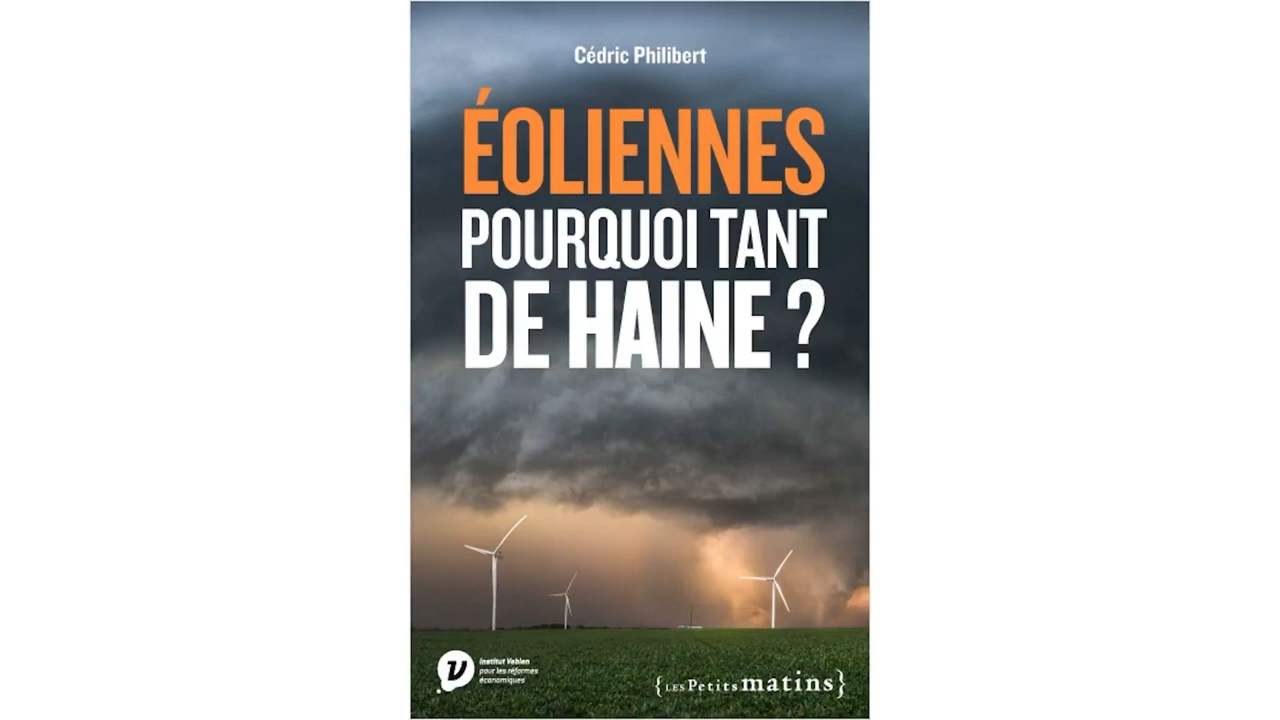 Cédric Philibert
ÉOLIENNES
POURQUOI TANT
DE HAINE ?
Institut Veblen
pour les réformes
économiques
{LES Petits matins}